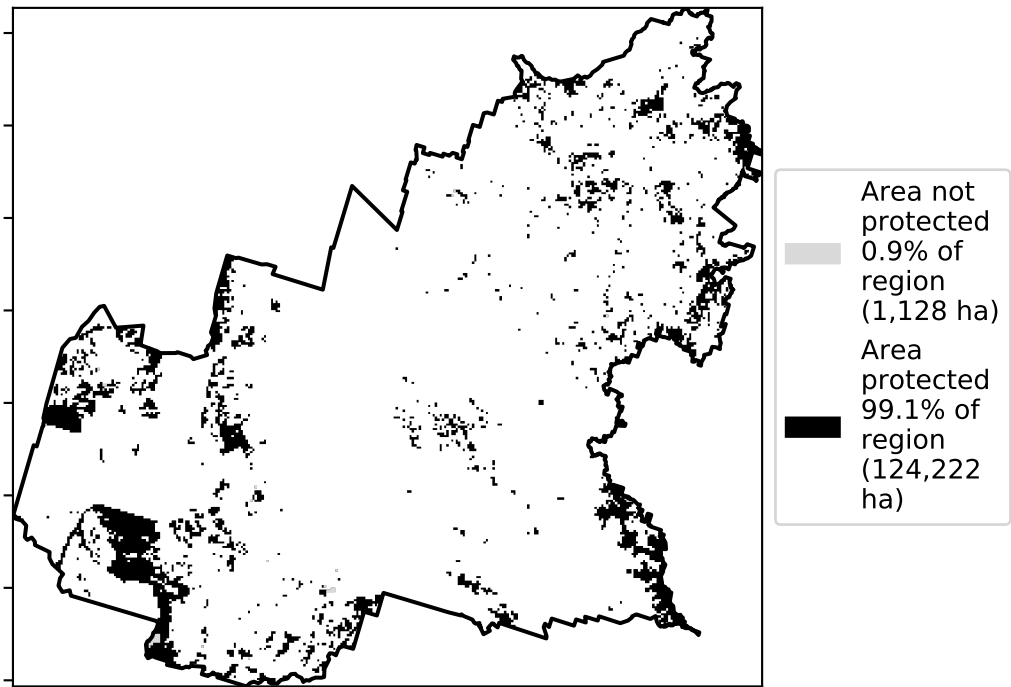 Area not
protected
0.9% of
region
(1,128 ha)
Area
protected
99.1% of
region
(124,222
ha)